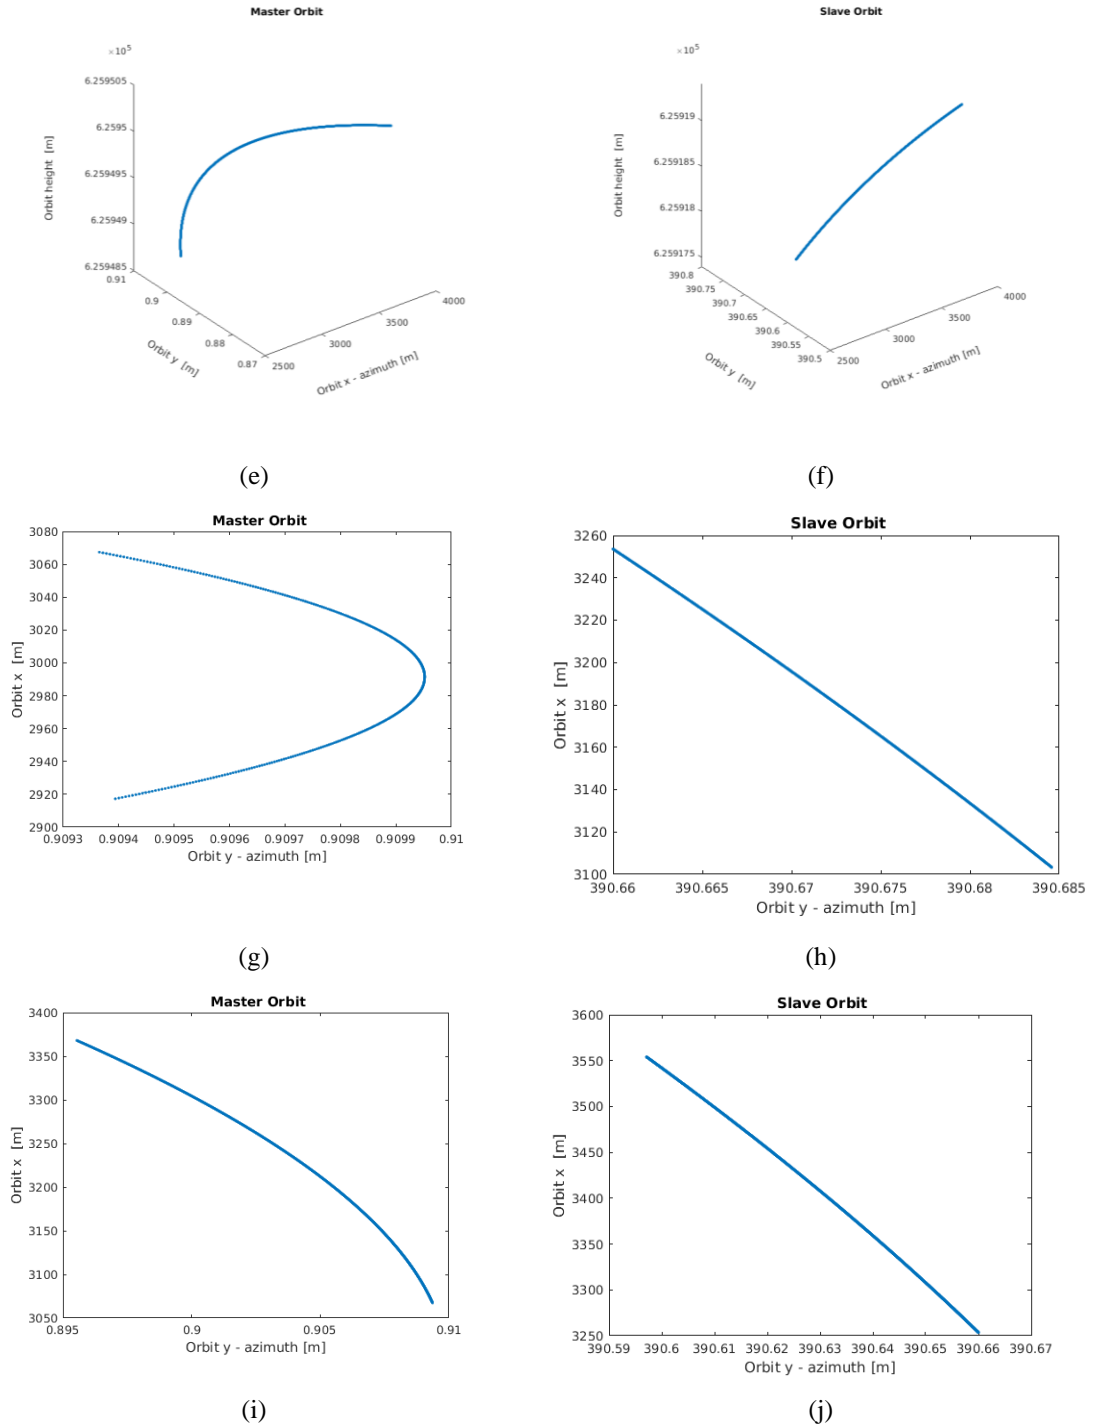 Master Orbit
×10^5
6.259505
6.2595
6.259495
6.25949
6.259485
Orbit height [m]
0.91
0.9
0.89
0.88
0.87
Orbit y [m]
2500
3000
3500
4000
Orbit x - azimuth [m]
(e)
Slave Orbit
×10^5
6.25919
6.259185
6.25918
6.259175
Orbit height [m]
390.8
390.75
390.7
390.65
390.6
390.55
390.5
Orbit y [m]
2500
3000
3500
4000
Orbit x - azimuth [m]
(f)
Master Orbit
3080
3060
3040
3020
3000
2980
2960
2940
2920
2900
Orbit x [m]
0.9093 0.9094 0.9095 0.9096 0.9097 0.9098 0.9099 0.91
Orbit y - azimuth [m]
(g)
Slave Orbit
3260
3240
3220
3200
3180
3160
3140
3120
3100
Orbit x [m]
390.66 390.665 390.67 390.675 390.68 390.685
Orbit y - azimuth [m]
(h)
Master Orbit
3400
3350
3300
3250
3200
3150
3100
3050
Orbit x [m]
0.895 0.9 0.905 0.91
Orbit y - azimuth [m]
(i)
Slave Orbit
3600
3550
3500
3450
3400
3350
3300
3250
Orbit x [m]
390.59 390.6 390.61 390.62 390.63 390.64 390.65 390.66 390.67
Orbit y - azimuth [m]
(j)